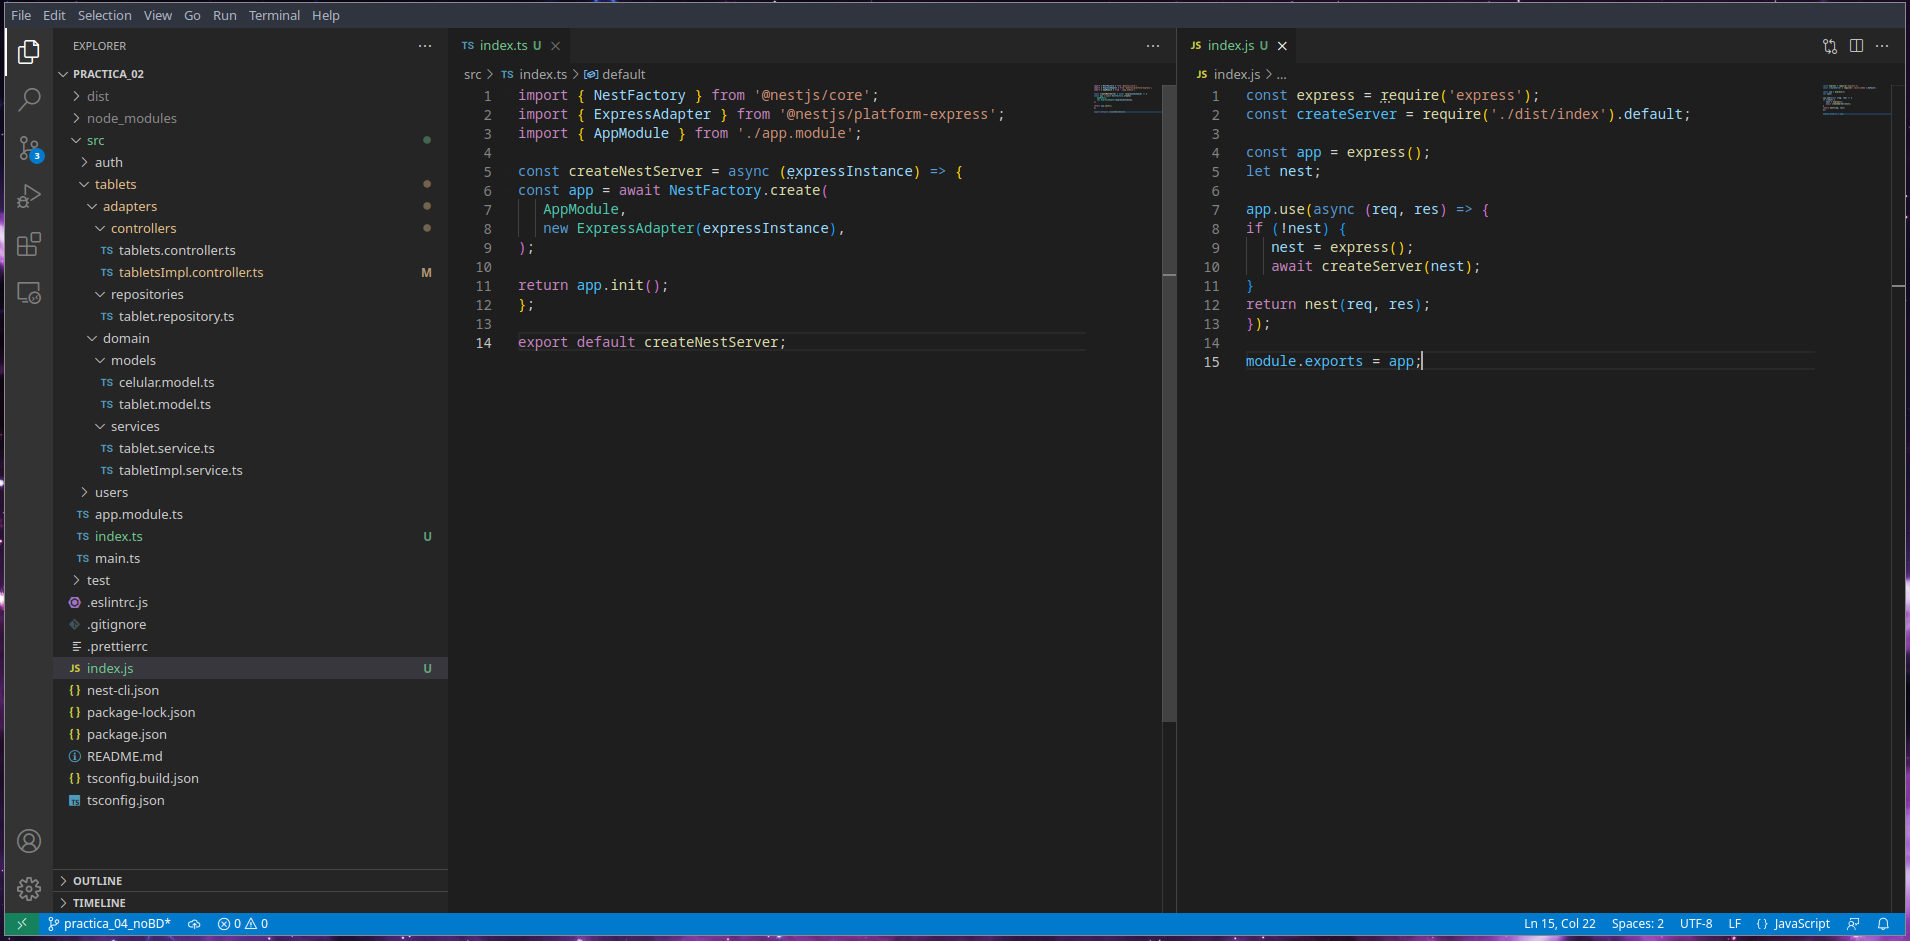 File Edit Selection View Go Run Terminal Help
EXPLORER
PRACTICA_02
dist
node_modules
src
auth
tablets
adapters
controllers
TS tablets.controller.ts
TS tabletsImpl.controller.ts M
repositories
TS tablet.repository.ts
domain
models
TS celular.model.ts
TS tablet.model.ts
services
TS tablet.service.ts
TS tabletImpl.service.ts
users
TS app.module.ts
TS index.ts U
TS main.ts
test
.eslintrc.js
.gitignore
.prettierrc
JS index.js U
{} nest-cli.json
{} package-lock.json
{} package.json
README.md
{} tsconfig.build.json
TS tsconfig.json
OUTLINE
TIMELINE
3
TS index.ts U
src > TS index.ts > default
1 import { NestFactory } from '@nestjs/core';
2 import { ExpressAdapter } from '@nestjs/platform-express';
3 import { AppModule } from './app.module';
4
5 const createNestServer = async (expressInstance) => {
6 const app = await NestFactory.create(
7 AppModule,
8 new ExpressAdapter(expressInstance),
9 );
10
11 return app.init();
12 };
13
14 export default createNestServer;
JS index.js U
JS index.js > ...
1 const express = require('express');
2 const createServer = require('./dist/index').default;
3
4 const app = express();
5 let nest;
6
7 app.use(async (req, res) => {
8 if (!nest) {
9 nest = express();
10 await createServer(nest);
11 }
12 return nest(req, res);
13 });
14
15 module.exports = app;
practica_04_noBD* 0 0 Ln 15, Col 22 Spaces: 2 UTF-8 LF {} JavaScript